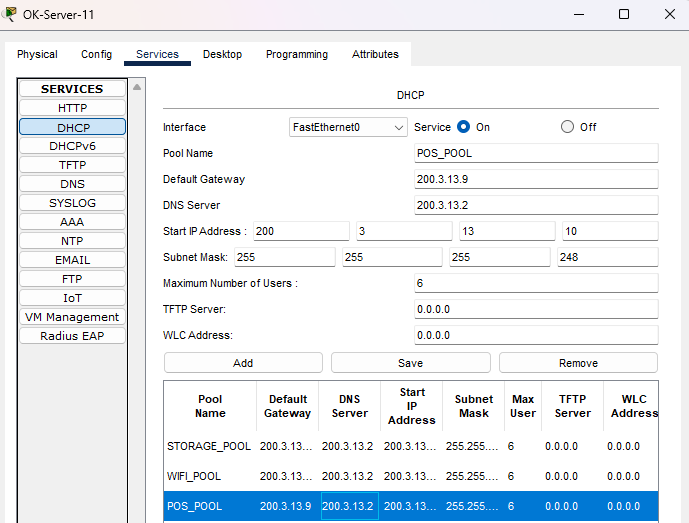 OK-Server-11
Physical Config Services Desktop Programming Attributes
SERVICES
HTTP
DHCP
DHCPv6
TFTP
DNS
SYSLOG
AAA
NTP
EMAIL
FTP
IoT
VM Management
Radius EAP
DHCP
Interface FastEthernet0 Service On Off
Pool Name POS_POOL
Default Gateway 200.3.13.9
DNS Server 200.3.13.2
Start IP Address : 200 3 13 10
Subnet Mask: 255 255 255 248
Maximum Number of Users : 6
TFTP Server: 0.0.0.0
WLC Address: 0.0.0.0
Add Save Remove
Pool Name Default Gateway DNS Server Start IP Address Subnet Mask Max User TFTP Server WLC Address
STORAGE_POOL 200.3.13... 200.3.13.2 200.3.13... 255.255.... 6 0.0.0.0 0.0.0.0
WIFI_POOL 200.3.13... 200.3.13.2 200.3.13... 255.255.... 6 0.0.0.0 0.0.0.0
POS_POOL 200.3.13.9 200.3.13.2 200.3.13... 255.255.... 6 0.0.0.0 0.0.0.0